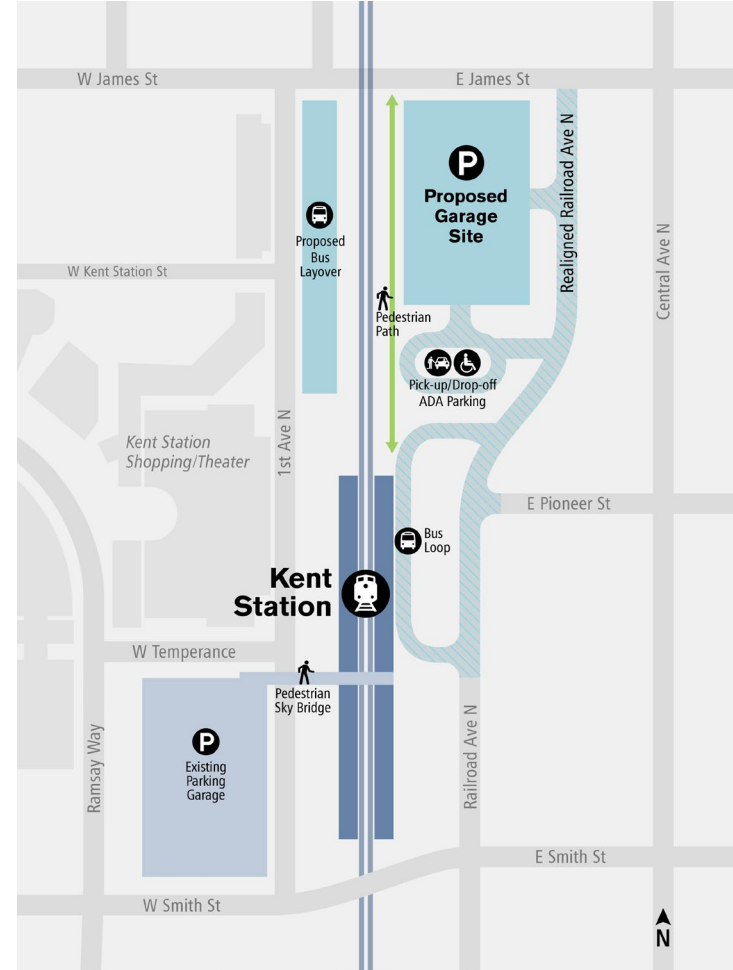 W James St
E James St
P
Proposed
Garage
Site
Realigned Railroad Ave N
Proposed
Bus
Layover
Central Ave N
W Kent Station St
Pedestrian
Path
Pick-up/Drop-off
ADA Parking
Kent Station
Shopping/Theater
1st Ave N
E Pioneer St
Bus
Loop
Kent
Station
W Temperance
Pedestrian
Sky Bridge
Ramsay Way
P
Existing
Parking
Garage
Railroad Ave N
E Smith St
W Smith St
N